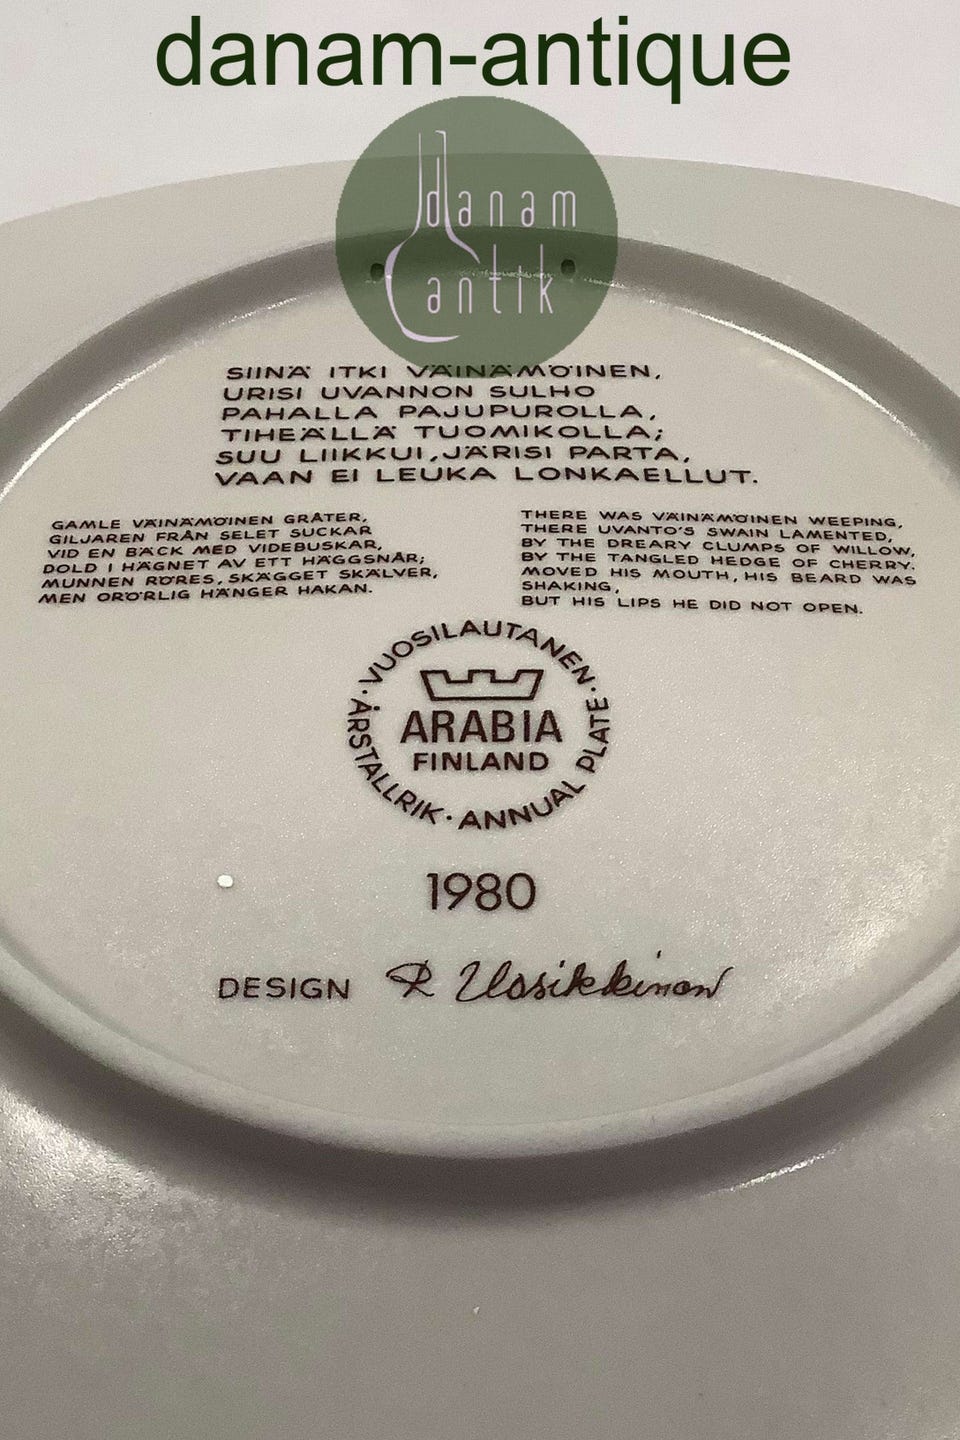 danam-antique
danam
antik
SIINÄ ITKI VÄINÄMÖINEN,
URISI UVANNON SULHO
PAHALLA PAJUPUROLLA,
TIHEÄLLÄ TUOMIKOLLA;
SUU LIIKKUI, JÄRISI PARTA,
VAAN EI LEUKA LONKAELLUT.
GAMLE VÄINÄMÖINEN GRÅTER,
GILJAREN FRÅN SELET SUCKAR
VID EN BÄCK MED VIDEBUSKAR,
DOLD I HÄGNET AV ETT HÄGGSNÅR;
MUNNEN RÖRES, SKÄGGET SKÄLVER,
MEN ORÖRLIG HÄNGER HAKAN.
THERE WAS VÄINÄMÖINEN WEEPING,
THERE UVANTO'S SWAIN LAMENTED,
BY THE DREARY CLUMPS OF WILLOW,
BY THE TANGLED HEDGE OF CHERRY.
MOVED HIS MOUTH, HIS BEARD WAS
SHAKING,
BUT HIS LIPS HE DID NOT OPEN.
· VUOSILAUTANEN · ANNUAL PLATE · ÅRSTALLRIK
ARABIA
FINLAND
1980
DESIGN R Uosikkinen